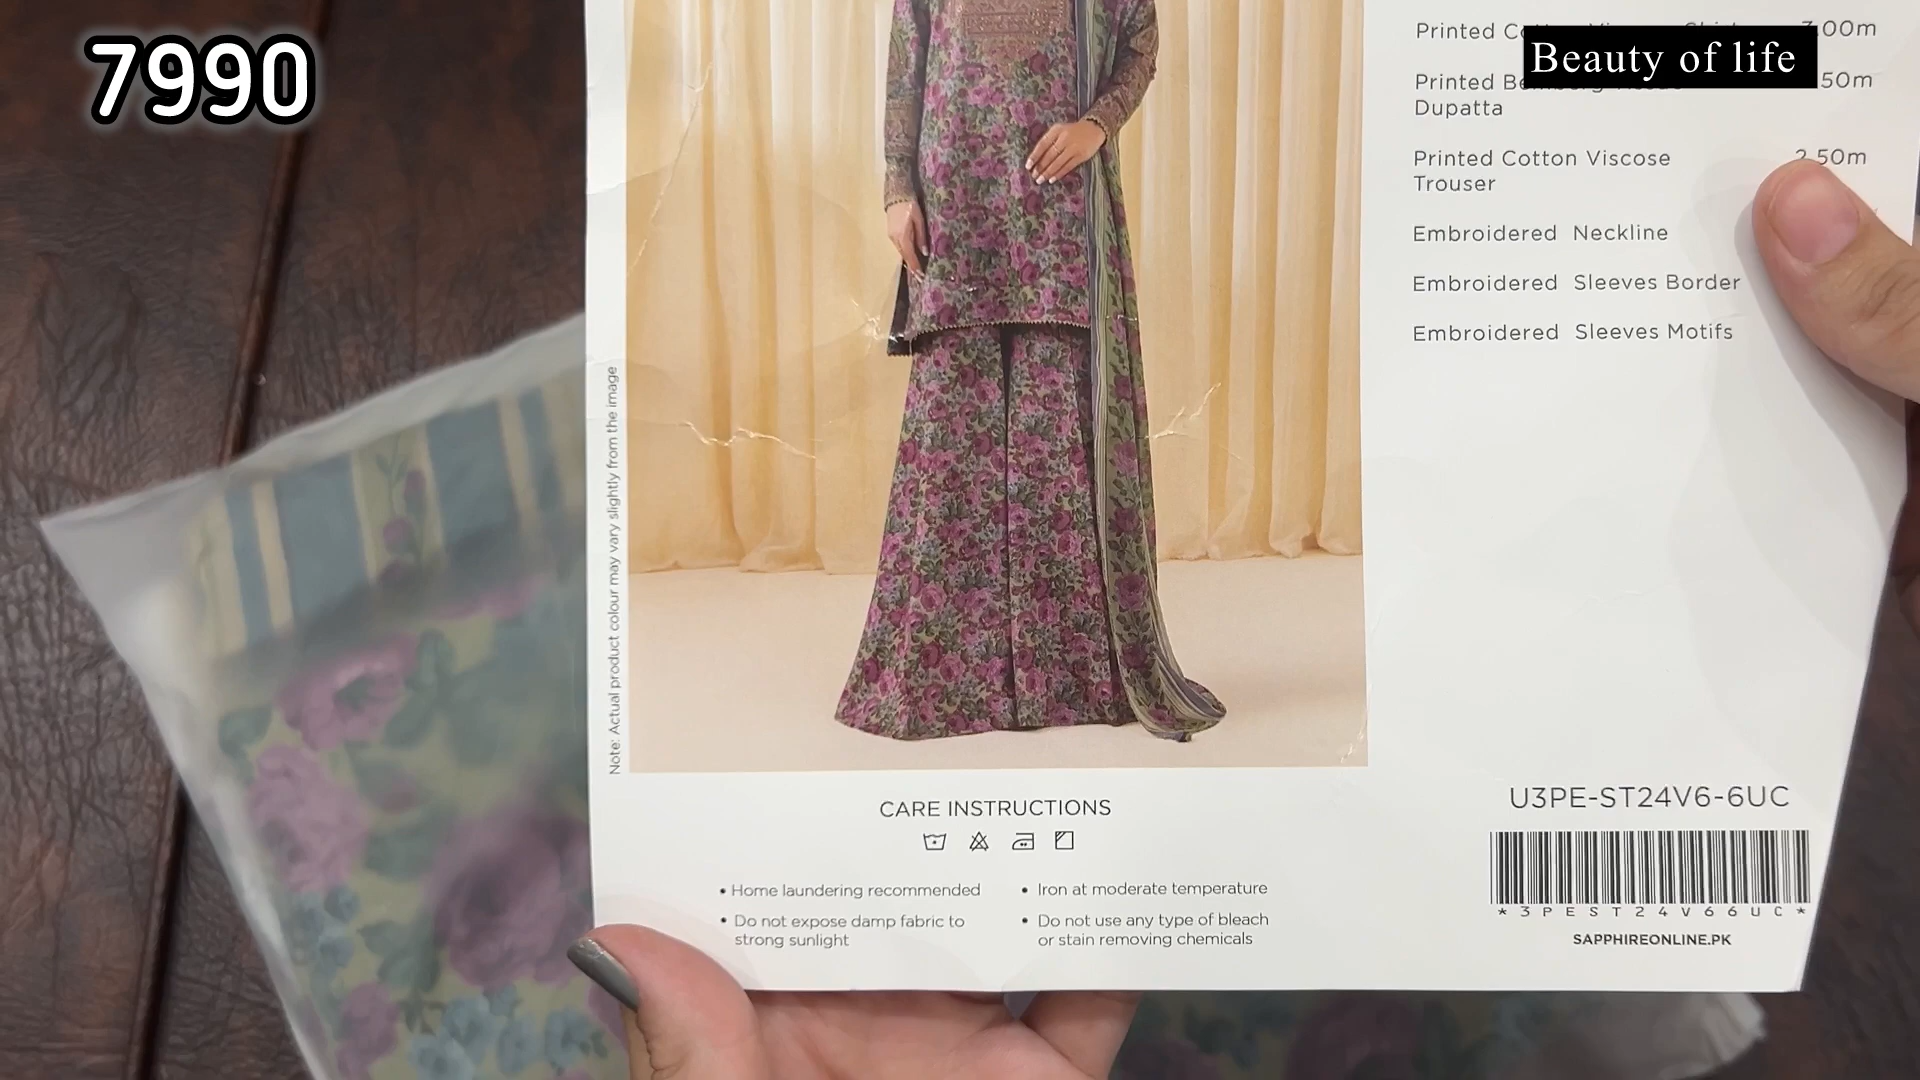 7990
Beauty of life
Printed
00m
Printed
50m
Dupatta
Printed Cotton Viscose 2.50m
Trouser
Embroidered Neckline
Embroidered Sleeves Border
Embroidered Sleeves Motifs
Note: Actual product colour may vary slightly from the image
CARE INSTRUCTIONS
• Home laundering recommended
• Do not expose damp fabric to
strong sunlight
• Iron at moderate temperature
• Do not use any type of bleach
or stain removing chemicals
U3PE-ST24V6-6UC
*3PEST24V66UC*
SAPPHIREONLINE.PK